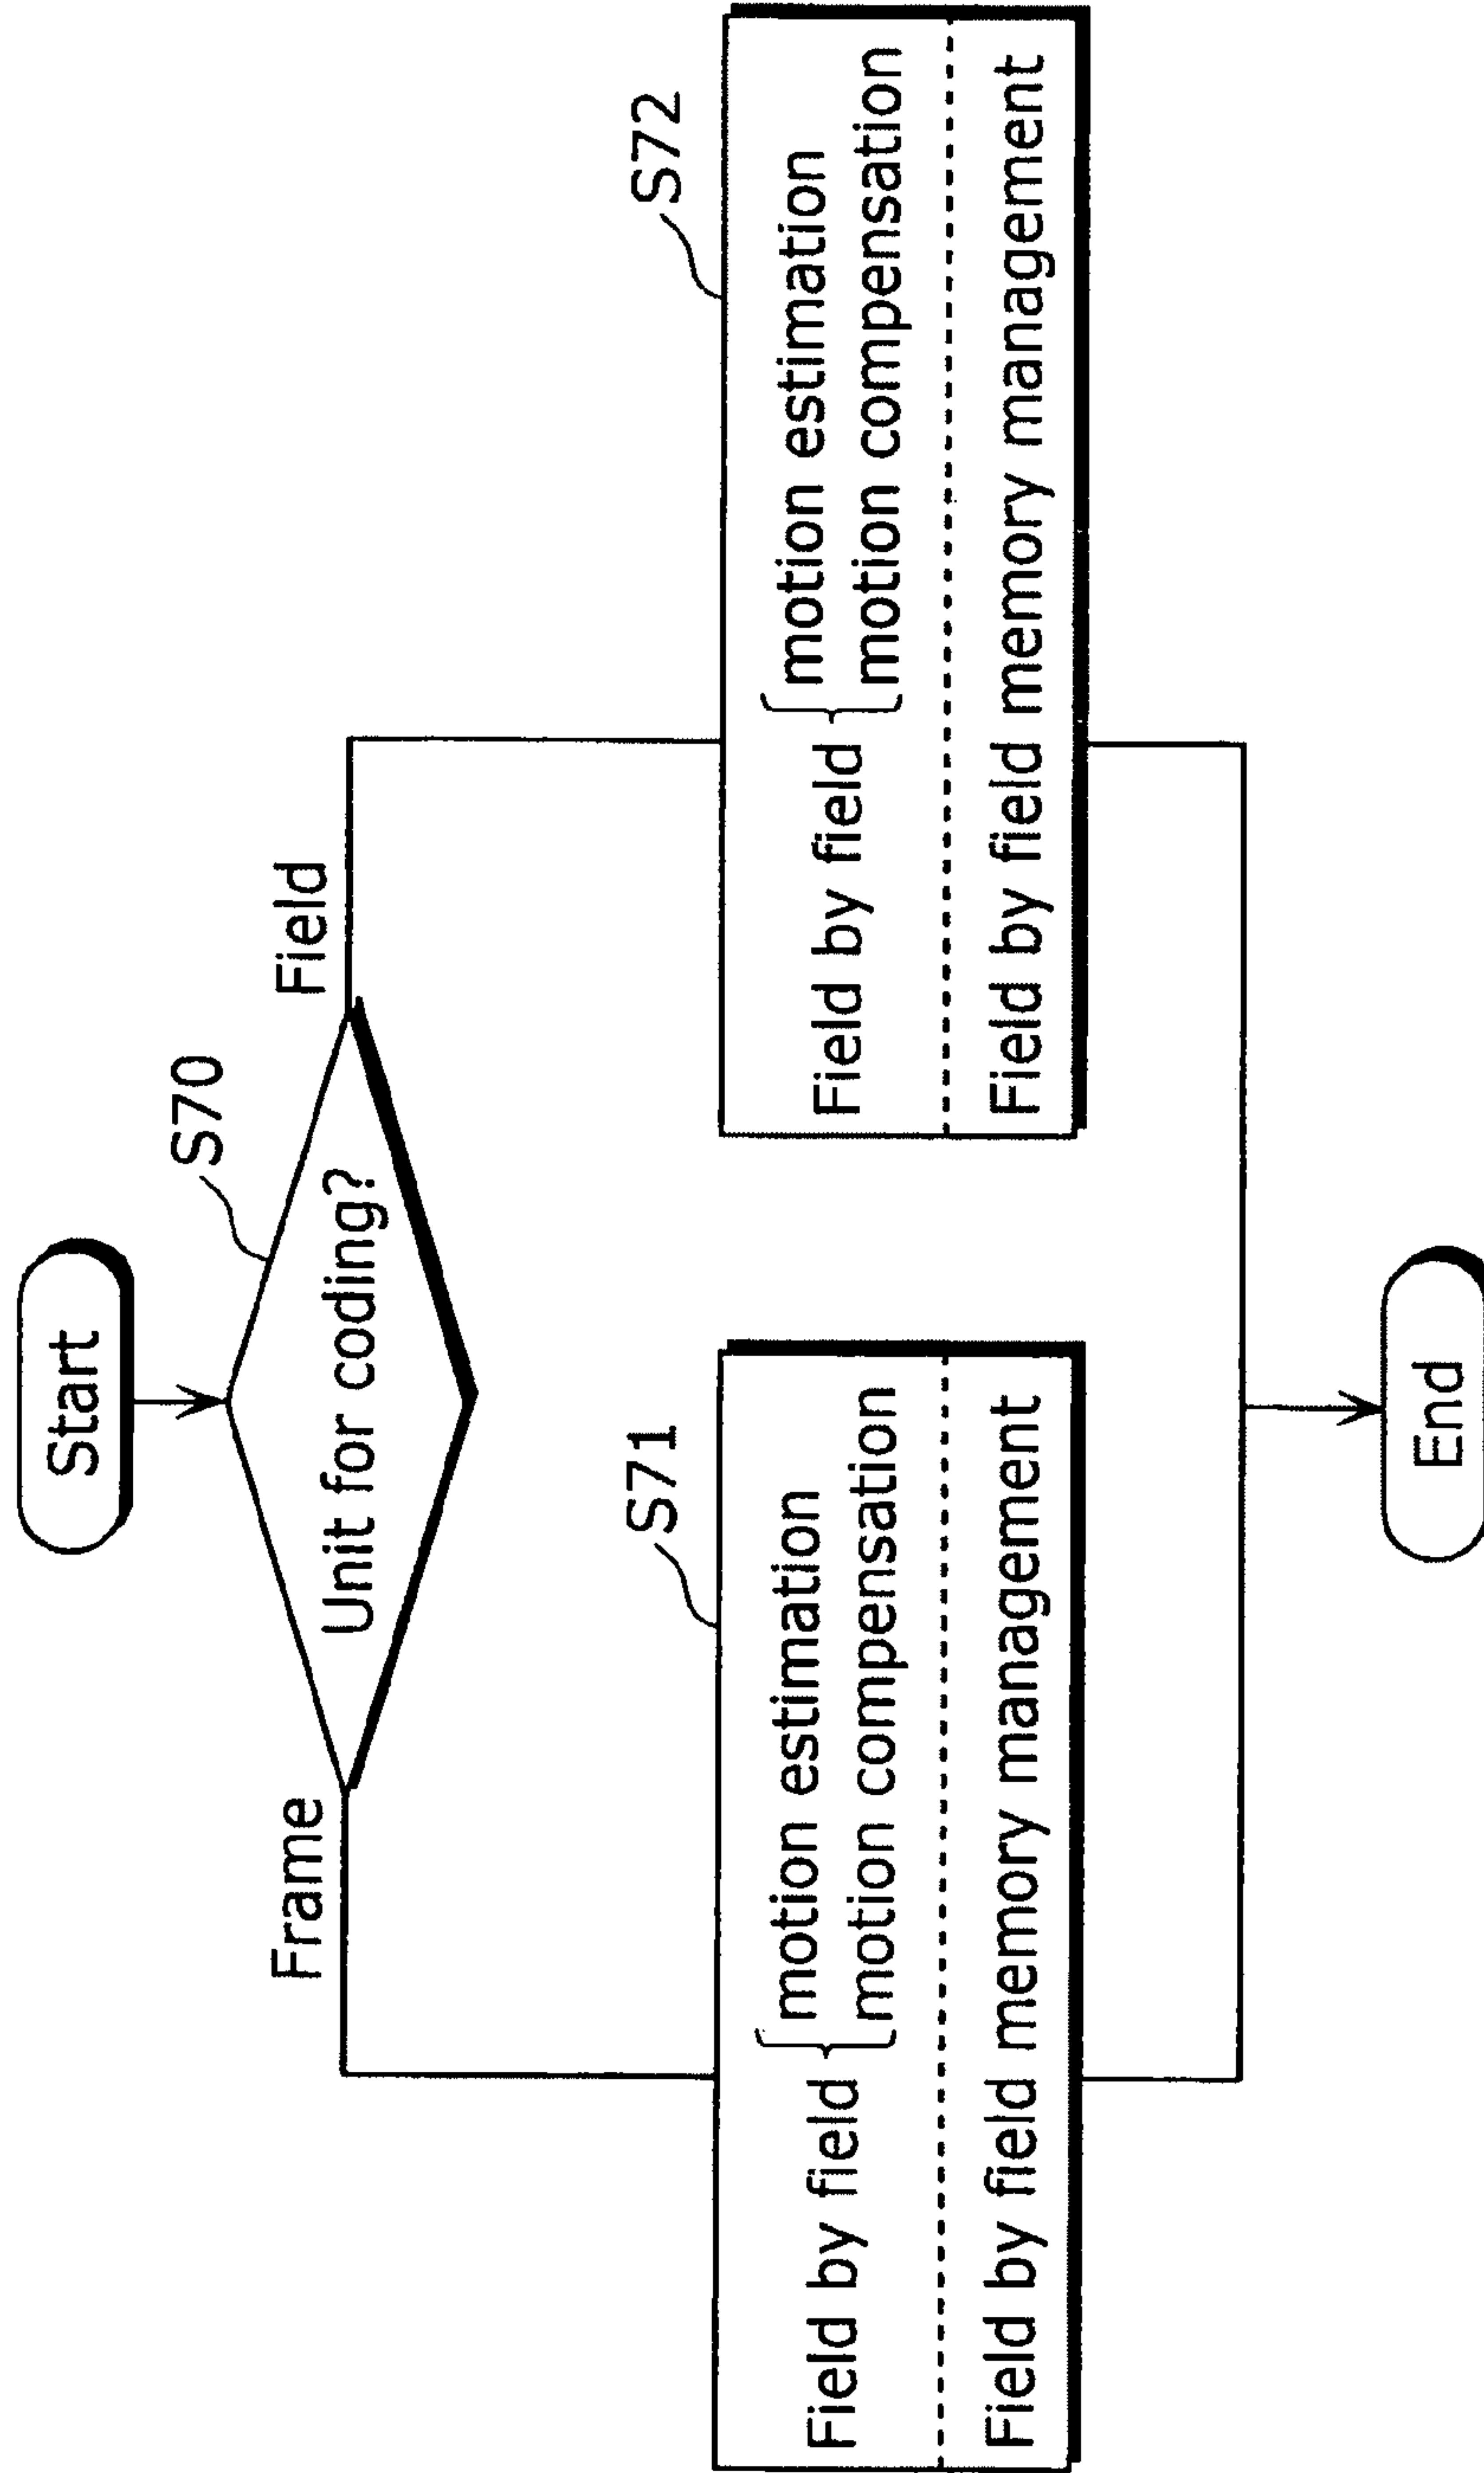 Start
S70
Unit for coding?
Frame
Field
S71
Field by field { motion estimation
motion compensation
Field by field memory management
S72
Field by field { motion estimation
motion compensation
Field by field memory management
End